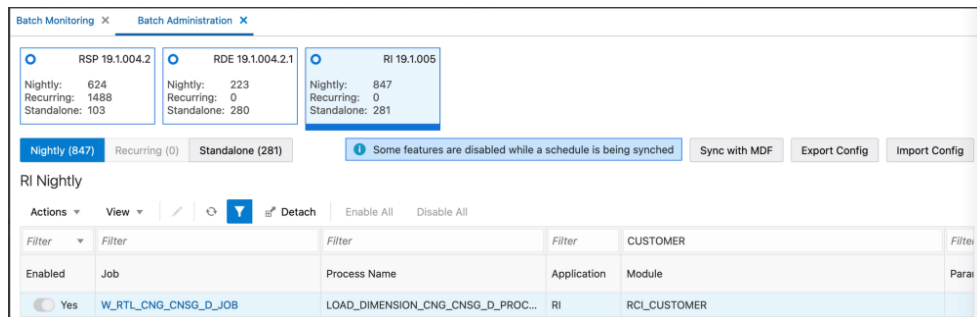 Batch Monitoring X Batch Administration X
RSP 19.1.004.2 RDE 19.1.004.2.1 RI 19.1.005
Nightly: 624 Nightly: 223 Nightly: 847
Recurring: 1488 Recurring: 0 Recurring: 0
Standalone: 103 Standalone: 280 Standalone: 281
Nightly (847) Recurring (0) Standalone (281) Some features are disabled while a schedule is being synched Sync with MDF Export Config Import Config
RI Nightly
Actions View Detach Enable All Disable All
Filter Filter Filter Filter CUSTOMER
Enabled Job Process Name Application Module
Yes W_RTL_CNG_CNSG_D_JOB LOAD_DIMENSION_CNG_CNSG_D_PROC... RI RCI_CUSTOMER